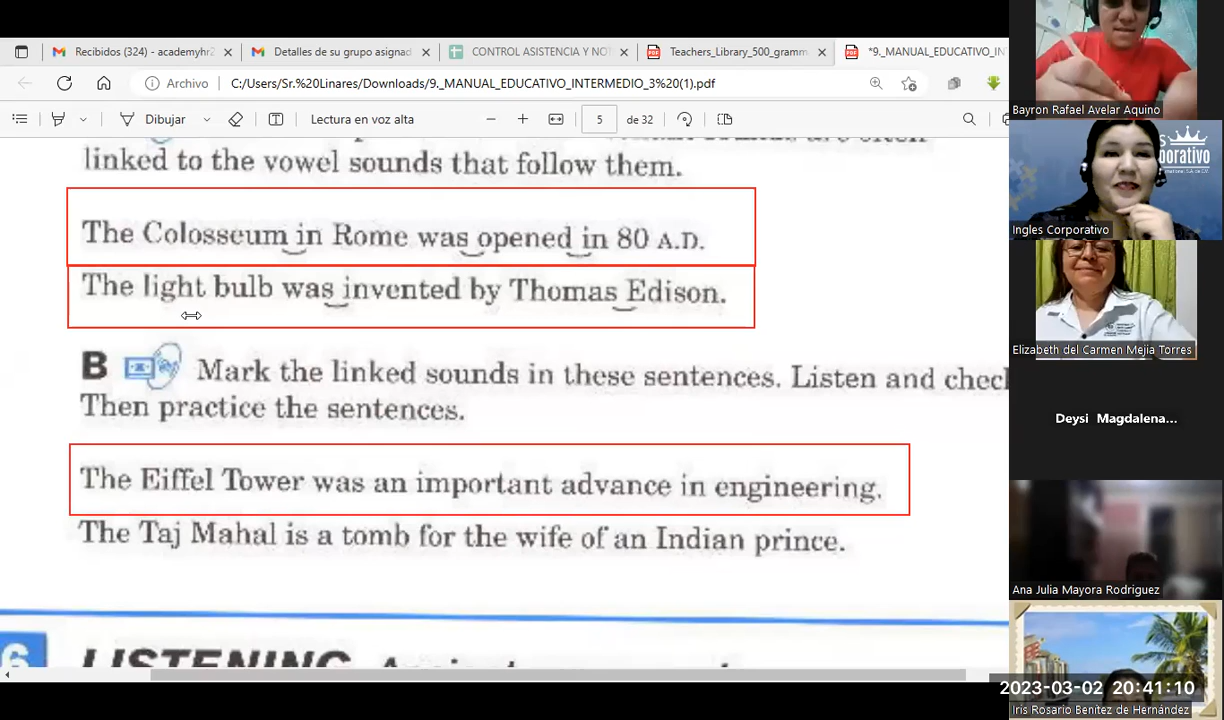 Recibidos (324) - academyhr2
Detalles de su grupo asignad
CONTROL ASISTENCIA Y NO
Teachers_Library_500_gramm
*9._MANUAL_EDUCATIVO_IN
Archivo
C:/Users/Sr.%20Linares/Downloads/9._MANUAL_EDUCATIVO_INTERMEDIO_3%20(1).pdf
Dibujar
Lectura en voz alta
5
de 32
linked to the vowel sounds that follow them.
The Colosseum in Rome was opened in 80 A.D.
The light bulb was invented by Thomas Edison.
B Mark the linked sounds in these sentences. Listen and chec
Then practice the sentences.
The Eiffel Tower was an important advance in engineering.
The Taj Mahal is a tomb for the wife of an Indian prince.
6 LISTENING
Bayron Rafael Avelar Aquino
orativo
Ingles Corporativo
Elizabeth del Carmen Mejia Torres
Deysi Magdalena...
Ana Julia Mayora Rodriguez
2023-03-02 20:41:10
Iris Rosario Benítez de Hernández